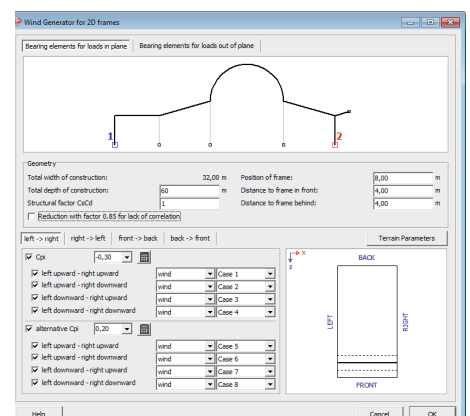 Wind Generator for 2D frames
Bearing elements for loads in plane Bearing elements for loads out of plane
1 2
Geometry
Total width of construction: 32,00 m Position of frame: 8,00 m
Total depth of construction: 60 m Distance to frame in front: 4,00 m
Structural factor CsCd 1 Distance to frame behind: 4,00 m
Reduction with factor 0.85 for lack of correlation
left -> right right -> left front -> back back -> front Terrain Parameters
Cpi -0,30
left upward - right upward wind Case 1
left upward - right downward wind Case 2
left downward - right upward wind Case 3
left downward - right downward wind Case 4
alternative Cpi 0,20
left upward - right upward wind Case 5
left upward - right downward wind Case 6
left downward - right upward wind Case 7
left downward - right downward wind Case 8
x
z
BACK
LEFT
RIGHT
FRONT
Help Cancel OK